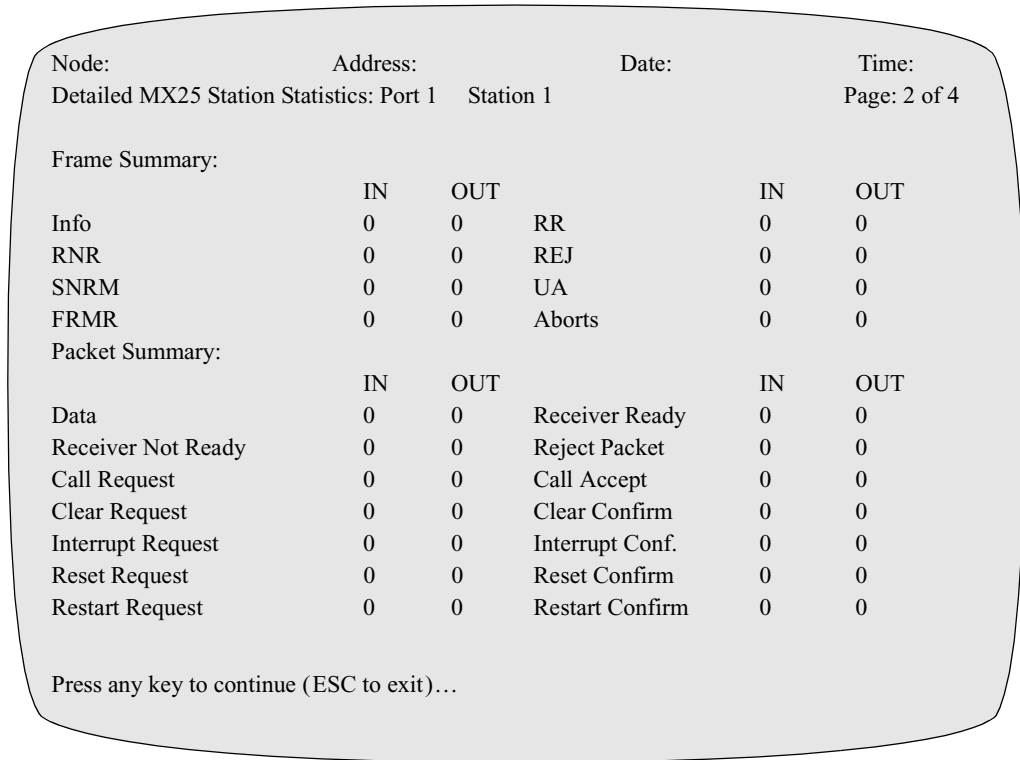 Node: Address: Date: Time:
Detailed MX25 Station Statistics: Port 1 Station 1 Page: 2 of 4
Frame Summary:
IN OUT IN OUT
Info 0 0 RR 0 0
RNR 0 0 REJ 0 0
SNRM 0 0 UA 0 0
FRMR 0 0 Aborts 0 0
Packet Summary:
IN OUT IN OUT
Data 0 0 Receiver Ready 0 0
Receiver Not Ready 0 0 Reject Packet 0 0
Call Request 0 0 Call Accept 0 0
Clear Request 0 0 Clear Confirm 0 0
Interrupt Request 0 0 Interrupt Conf. 0 0
Reset Request 0 0 Reset Confirm 0 0
Restart Request 0 0 Restart Confirm 0 0
Press any key to continue (ESC to exit)…